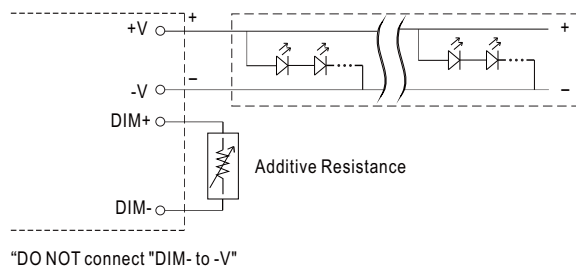 +V
+
+
-V
−
−
DIM+
Additive Resistance
DIM-
“DO NOT connect "DIM- to -V"